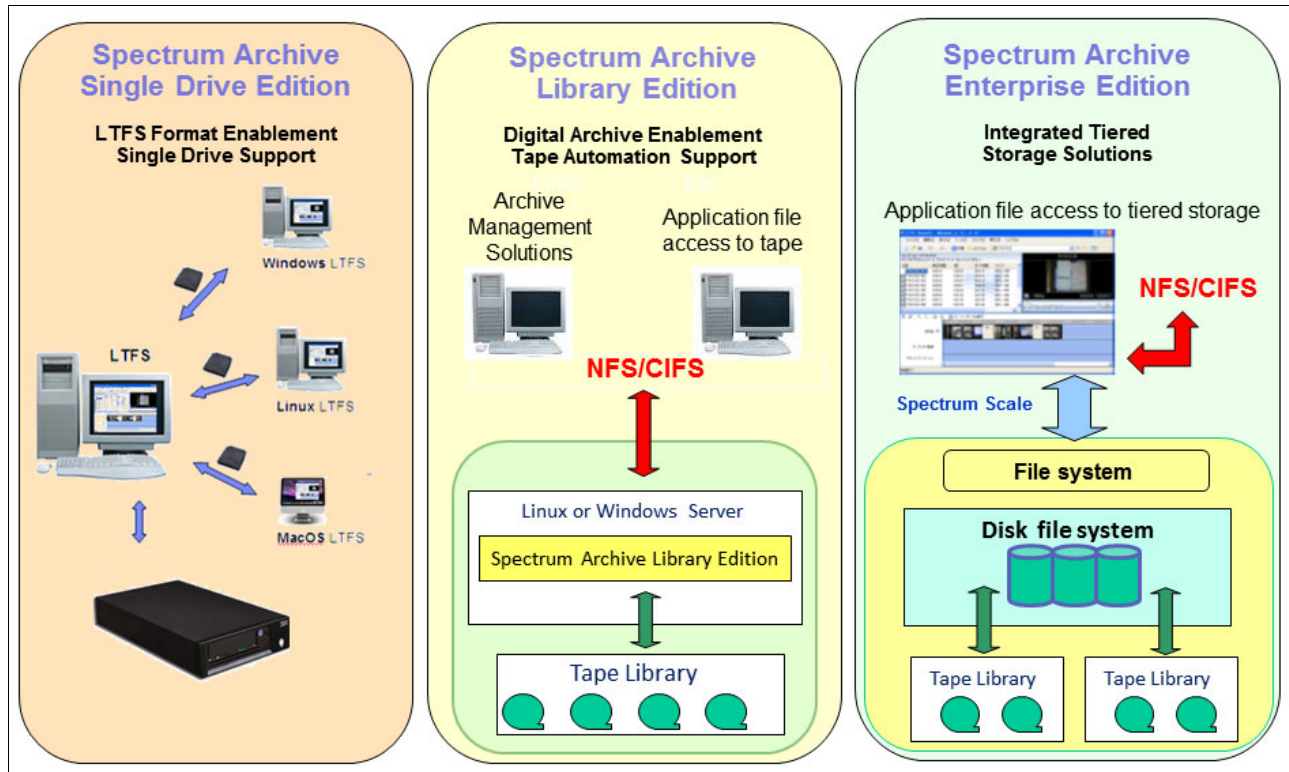 Spectrum Archive
Single Drive Edition
LTFS Format Enablement
Single Drive Support
Windows LTFS
LTFS
Linux LTFS
MacOS LTFS
Spectrum Archive
Library Edition
Digital Archive Enablement
Tape Automation Support
Archive
Management
Solutions
Application file
access to tape
NFS/CIFS
Linux or Windows Server
Spectrum Archive Library Edition
Tape Library
Spectrum Archive
Enterprise Edition
Integrated Tiered
Storage Solutions
Application file access to tiered storage
NFS/CIFS
Spectrum Scale
File system
Disk file system
Tape Library
Tape Library